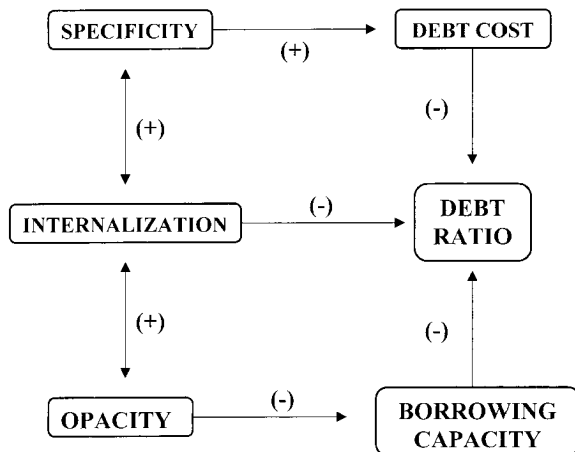 SPECIFICITY
(+)
DEBT COST
(+)
(-)
INTERNALIZATION
(-)
DEBT
RATIO
(+)
(-)
OPACITY
(-)
BORROWING
CAPACITY